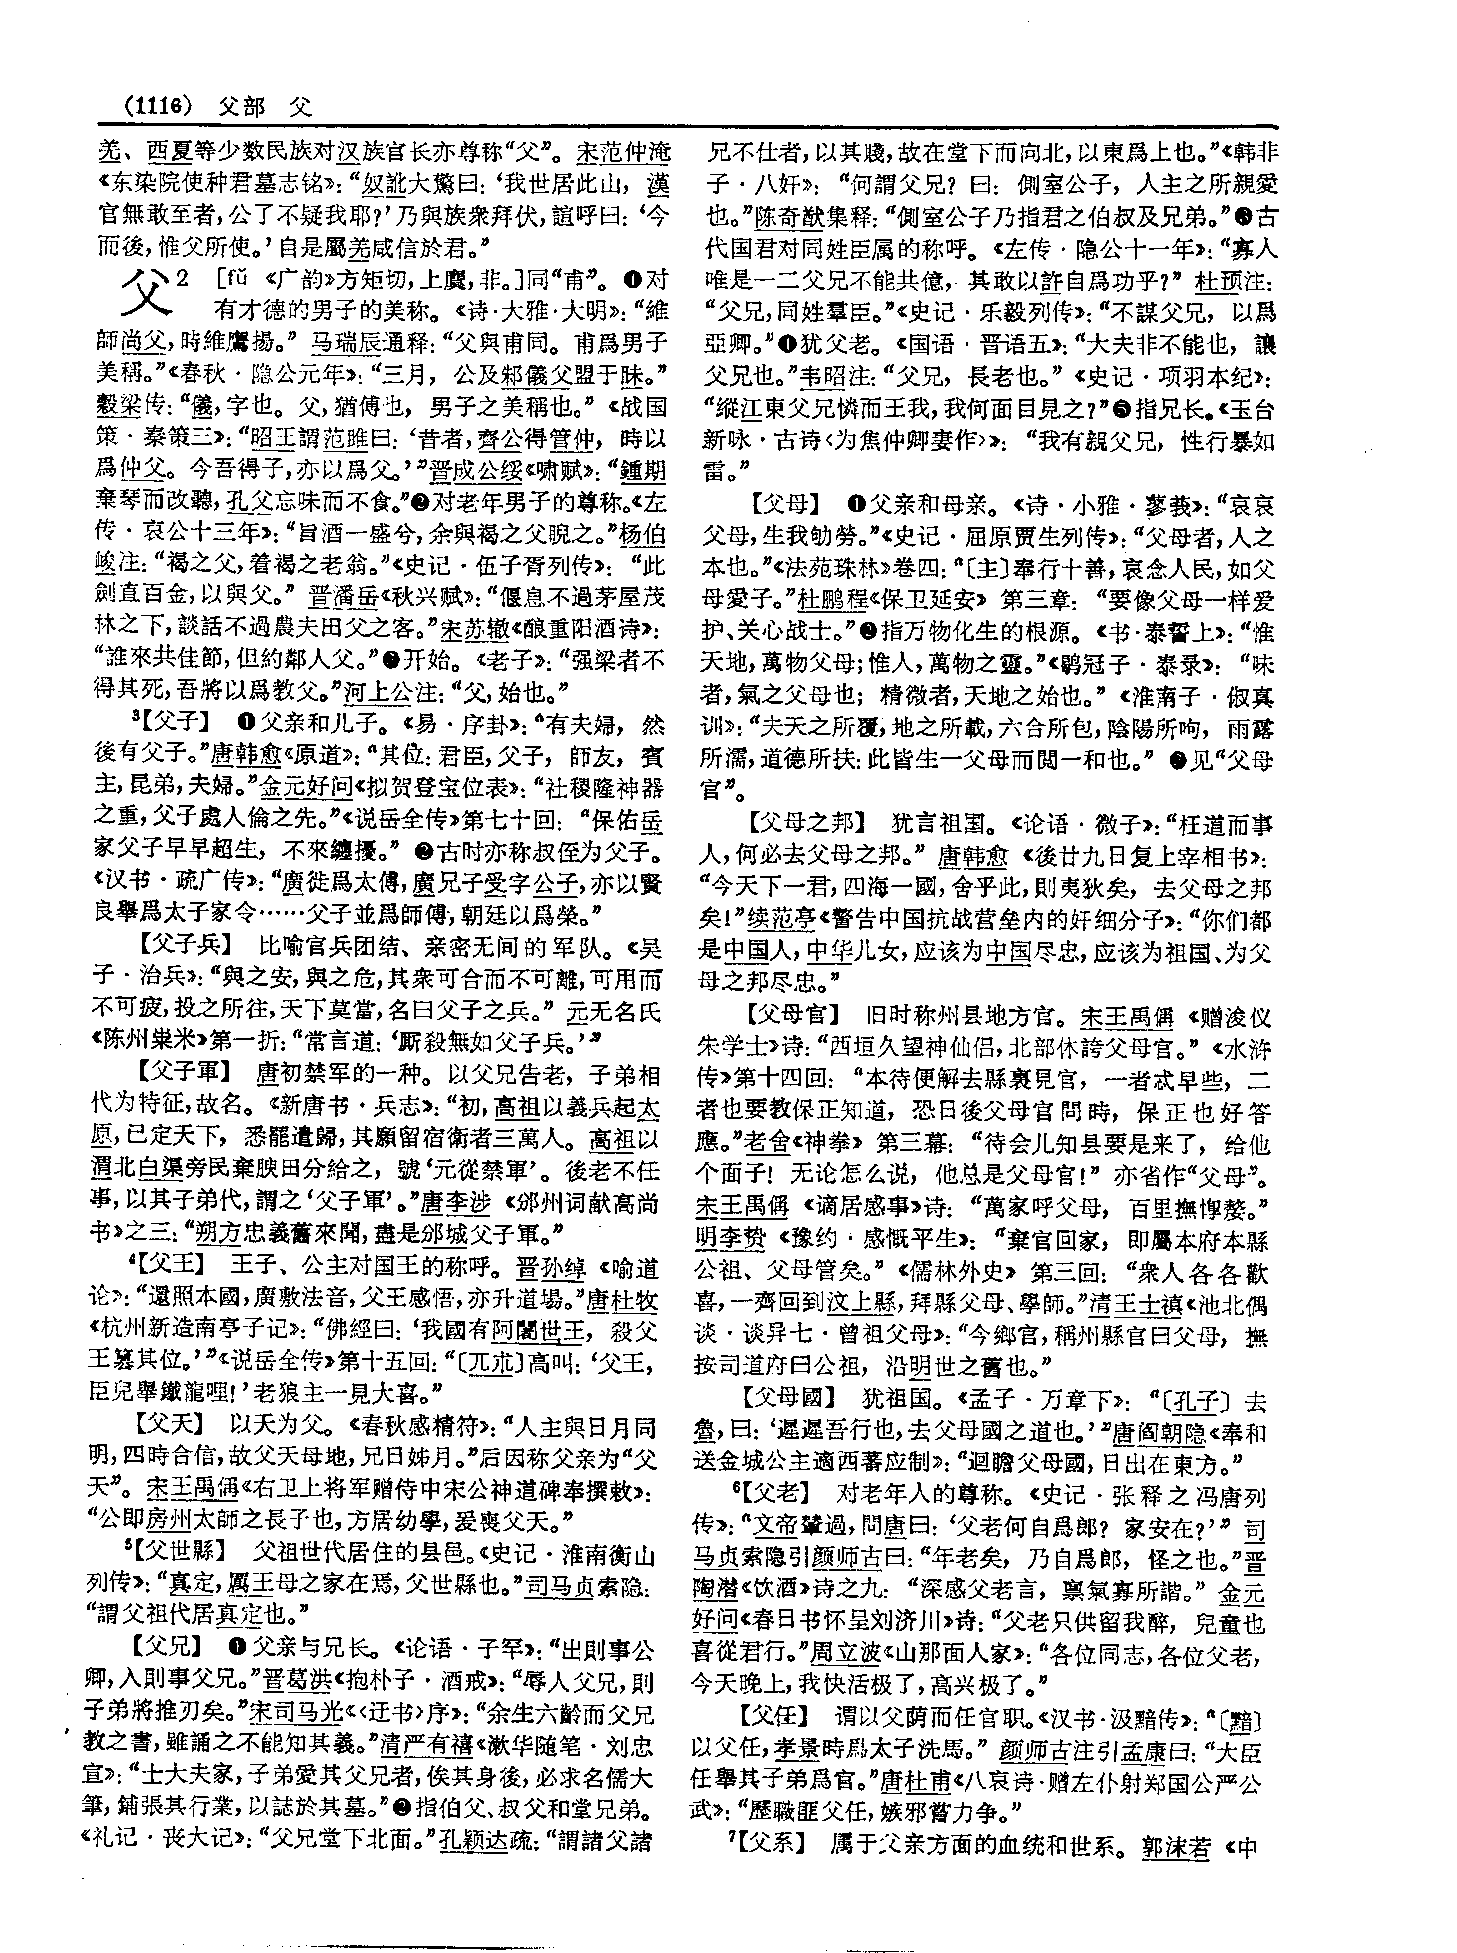 (1116) 父部 父
羌、西夏等少数民族对汉族官长亦尊称“父”。宋范仲淹
《东染院使种君墓志铭》：“奴訛大驚曰：‘我世居此山，漢
官無敢至者，公了不疑我耶？’乃與族衆拜伏，諠呼曰：‘今
而後，惟父所使。’自是屬羌咸信於君。”
父2 ［fǔ 《广韵》方矩切，上麌，非。］同“甫”。❶对
有才德的男子的美称。《诗·大雅·大明》：“維
師尚父，時維鷹揚。”马瑞辰通释：“父與甫同。甫爲男子
美稱。”《春秋·隐公元年》：“三月，公及邾儀父盟于眛。”
穀梁传：“儀，字也。父，猶傅也，男子之美稱也。”《战国
策·秦策三》：“昭王謂范雎曰：‘昔者，齊公得管仲，時以
爲仲父。今吾得子，亦以爲父。’”晋成公绥《啸赋》：“鍾期
棄琴而改聽，孔父忘味而不食。”❷对老年男子的尊称。《左
传·哀公十三年》：“旨酒一盛兮，余與褐之父睨之。”杨伯
峻注：“褐之父，着褐之老翁。”《史记·伍子胥列传》：“此
劍直百金，以與父。”晋潘岳《秋兴赋》：“偃息不過茅屋茂
林之下，談話不過農夫田父之客。”宋苏辙《酿重阳酒诗》：
“誰來共佳節，但約鄰人父。”❸开始。《老子》：“强梁者不
得其死，吾將以爲教父。”河上公注：“父，始也。”
3【父子】 ❶父亲和儿子。《易·序卦》：“有夫婦，然
後有父子。”唐韩愈《原道》：“其位：君臣，父子，師友，賓
主，昆弟，夫婦。”金元好问《拟贺登宝位表》：“社稷隆神器
之重，父子處人倫之先。”《说岳全传》第七十回：“保佑岳
家父子早早超生，不來纏擾。”❷古时亦称叔侄为父子。
《汉书·疏广传》：“廣徙爲太傅，廣兄子受字公子，亦以賢
良舉爲太子家令……父子並爲師傅，朝廷以爲榮。”
【父子兵】 比喻官兵团结、亲密无间的军队。《吴
子·治兵》：“與之安，與之危，其衆可合而不可離，可用而
不可疲，投之所往，天下莫當，名曰父子之兵。”元无名氏
《陈州粜米》第一折：“常言道：‘厮殺無如父子兵。’”
【父子軍】 唐初禁军的一种。以父兄告老，子弟相
代为特征，故名。《新唐书·兵志》：“初，高祖以義兵起太
原，已定天下，悉罷遣歸，其願留宿衛者三萬人。高祖以
渭北白渠旁民棄腴田分給之，號‘元從禁軍’。後老不任
事，以其子弟代，謂之‘父子軍’。”唐李涉《邠州词献高尚
书》之三：“朔方忠義舊來聞，盡是邠城父子軍。”
4【父王】 王子、公主对国王的称呼。晋孙绰《喻道
论》：“還照本國，廣敷法音，父王感悟，亦升道場。”唐杜牧
《杭州新造南亭子记》：“佛經曰：‘我國有阿闍世王，殺父
王篡其位。’”《说岳全传》第十五回：“〔兀朮〕高叫：‘父王，
臣兒舉鐵龍哩！’老狼主一見大喜。”
【父天】 以天为父。《春秋感精符》：“人主與日月同
明，四時合信，故父天母地，兄日姊月。”后因称父亲为“父
天”。宋王禹偁《右卫上将军赠侍中宋公神道碑奉撰敕》：
“公即房州太師之長子也，方居幼學，爰喪父天。”
5【父世縣】 父祖世代居住的县邑。《史记·淮南衡山
列传》：“真定，厲王母之家在焉，父世縣也。”司马贞索隐：
“謂父祖代居真定也。”
【父兄】 ❶父亲与兄长。《论语·子罕》：“出則事公
卿，入則事父兄。”晋葛洪《抱朴子·酒戒》：“辱人父兄，則
子弟將推刃矣。”宋司马光《〈迂书〉序》：“余生六齡而父兄
教之書，雖誦之不能知其義。”清严有禧《漱华随笔·刘忠
宣》：“士大夫家，子弟愛其父兄者，俟其身後，必求名儒大
筆，鋪張其行業，以誌於其墓。”❷指伯父、叔父和堂兄弟。
《礼记·丧大记》：“父兄堂下北面。”孔颖达疏：“謂諸父諸
兄不仕者，以其賤，故在堂下而向北，以東爲上也。”《韩非
子·八奸》：“何謂父兄？曰：側室公子，人主之所親愛
也。”陈奇猷集释：“側室公子乃指君之伯叔及兄弟。”❸古
代国君对同姓臣属的称呼。《左传·隐公十一年》：“寡人
唯是一二父兄不能共億，其敢以許自爲功乎？”杜预注：
“父兄，同姓羣臣。”《史记·乐毅列传》：“不謀父兄，以爲
亞卿。”❹犹父老。《国语·晋语五》：“大夫非不能也，讓
父兄也。”韦昭注：“父兄，長老也。”《史记·项羽本纪》：
“縱江東父兄憐而王我，我何面目見之？”❺指兄长。《玉台
新咏·古诗〈为焦仲卿妻作〉》：“我有親父兄，性行暴如
雷。”
【父母】 ❶父亲和母亲。《诗·小雅·蓼莪》：“哀哀
父母，生我劬勞。”《史记·屈原贾生列传》：“父母者，人之
本也。”《法苑珠林》卷四：“〔主〕奉行十善，哀念人民，如父
母愛子。”杜鹏程《保卫延安》第三章：“要像父母一样爱
护、关心战士。”❷指万物化生的根源。《书·泰誓上》：“惟
天地，萬物父母；惟人，萬物之靈。”《鹖冠子·泰录》：“味
者，氣之父母也；精微者，天地之始也。”《淮南子·俶真
训》：“夫天之所覆，地之所載，六合所包，陰陽所呴，雨露
所濡，道德所扶：此皆生一父母而閲一和也。”❸见“父母
官”。
【父母之邦】 犹言祖国。《论语·微子》：“枉道而事
人，何必去父母之邦。”唐韩愈《後廿九日复上宰相书》：
“今天下一君，四海一國，舍乎此，則夷狄矣，去父母之邦
矣！”续范亭《警告中国抗战营垒内的奸细分子》：“你们都
是中国人，中华儿女，应该为中国尽忠，应该为祖国、为父
母之邦尽忠。”
【父母官】 旧时称州县地方官。宋王禹偁《赠浚仪
朱学士》诗：“西垣久望神仙侣，北部休誇父母官。”《水浒
传》第十四回：“本待便解去縣裏見官，一者忒早些，二
者也要教保正知道，恐日後父母官問時，保正也好答
應。”老舍《神拳》第三幕：“待会儿知县要是来了，给他
个面子！无论怎么说，他总是父母官！”亦省作“父母”。
宋王禹偁《谪居感事》诗：“萬家呼父母，百里撫惸嫠。”
明李贽《豫约·感慨平生》：“棄官回家，即屬本府本縣
公祖、父母管矣。”《儒林外史》第三回：“衆人各各歡
喜，一齊回到汶上縣，拜縣父母、學師。”清王士禛《池北偶
谈·谈异七·曾祖父母》：“今鄉官，稱州縣官曰父母，撫
按司道府曰公祖，沿明世之舊也。”
【父母國】 犹祖国。《孟子·万章下》：“〔孔子〕去
魯，曰：‘遲遲吾行也，去父母國之道也。’”唐阎朝隐《奉和
送金城公主適西蕃应制》：“迴瞻父母國，日出在東方。”
6【父老】 对老年人的尊称。《史记·张释之冯唐列
传》：“文帝輦過，問唐曰：‘父老何自爲郎？家安在？’”司
马贞索隐引颜师古曰：“年老矣，乃自爲郎，怪之也。”晋
陶潜《饮酒》诗之九：“深感父老言，禀氣寡所諧。”金元
好问《春日书怀呈刘济川》诗：“父老只供留我醉，兒童也
喜從君行。”周立波《山那面人家》：“各位同志，各位父老，
今天晚上，我快活极了，高兴极了。”
【父任】 谓以父荫而任官职。《汉书·汲黯传》：“〔黯〕
以父任，孝景時爲太子洗馬。”颜师古注引孟康曰：“大臣
任舉其子弟爲官。”唐杜甫《八哀诗·赠左仆射郑国公严公
武》：“歷職匪父任，嫉邪嘗力争。”
7【父系】 属于父亲方面的血统和世系。郭沫若《中